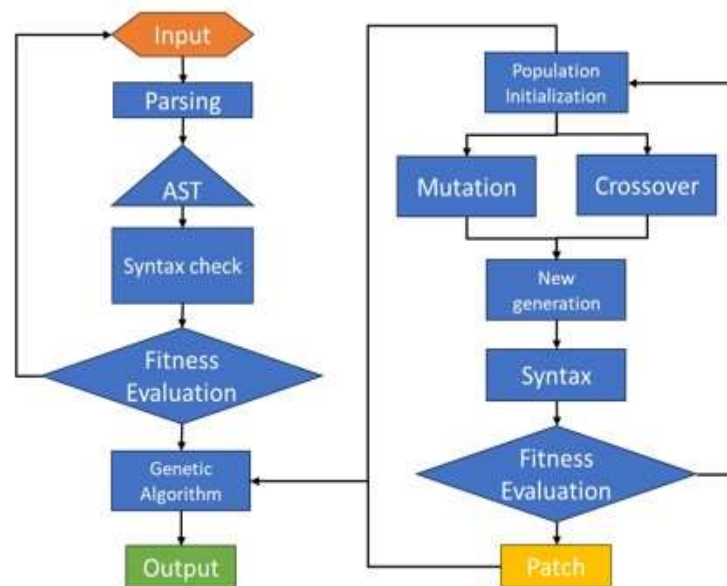 Input
Parsing
AST
Syntax check
Fitness
Evaluation
Genetic
Algorithm
Output
Population
Initialization
Mutation
Crossover
New
generation
Syntax
Fitness
Evaluation
Patch